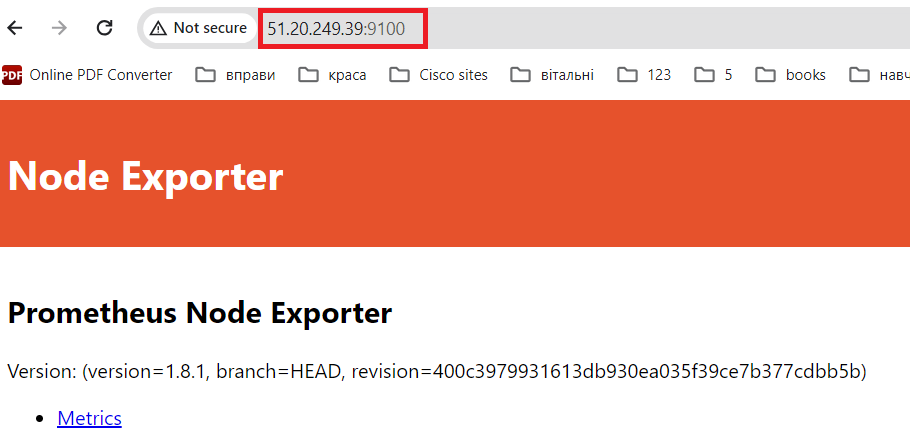 Not secure 51.20.249.39:9100
PDF Online PDF Converter вправи краса Cisco sites вітальні 123 5 books навч
Node Exporter
Prometheus Node Exporter
Version: (version=1.8.1, branch=HEAD, revision=400c3979931613db930ea035f39ce7b377cdbb5b)
Metrics